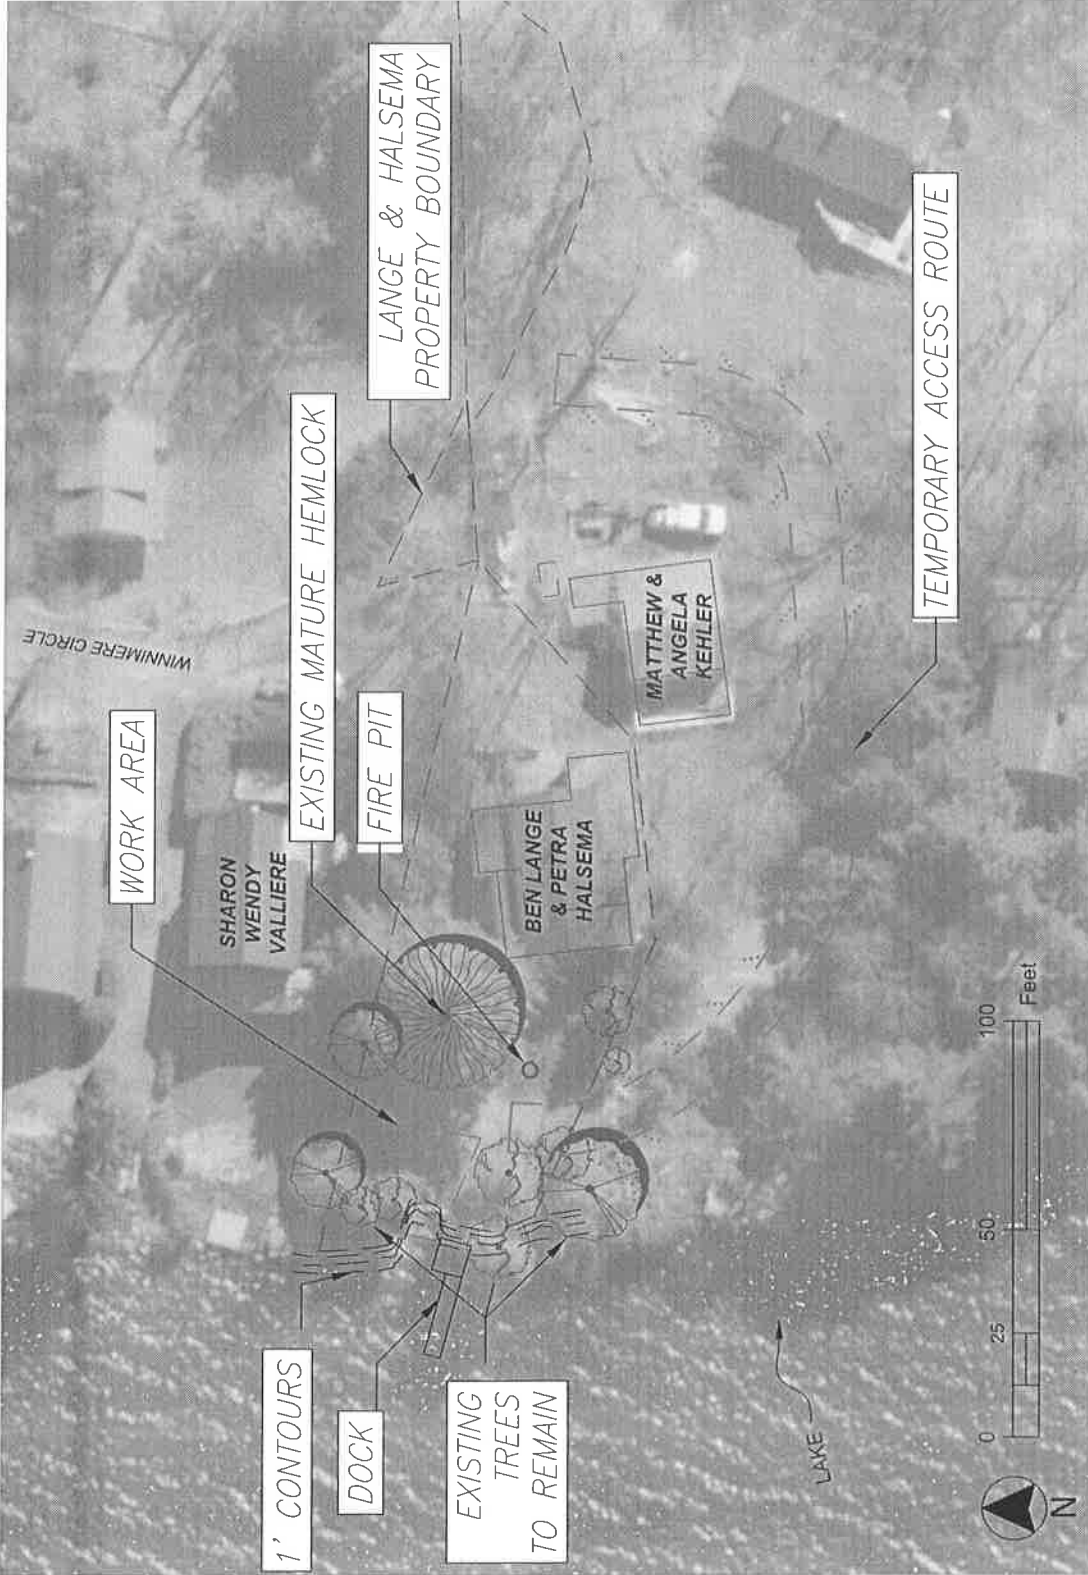 1' CONTOURS
DOCK
EXISTING
TREES
TO REMAIN
WORK AREA
SHARON
WENDY
VALLIERE
WINNIMERE CIRCLE
EXISTING MATURE HEMLOCK
FIRE PIT
LANGE & HALSEMA
PROPERTY BOUNDARY
BEN LANGE
& PETRA
HALSEMA
MATTHEW &
ANGELA
KEHLER
TEMPORARY ACCESS ROUTE
LAKE
N
0 25 50 100
Feet